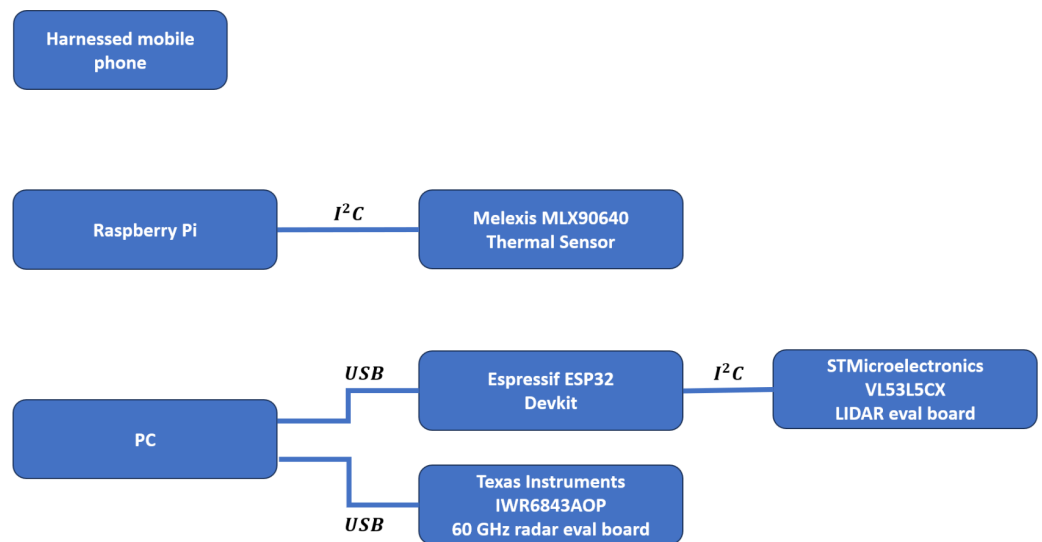 Harnessed mobile
phone
Raspberry Pi
I²C
Melexis MLX90640
Thermal Sensor
PC
USB
Espressif ESP32
Devkit
I²C
STMicroelectronics
VL53L5CX
LIDAR eval board
USB
Texas Instruments
IWR6843AOP
60 GHz radar eval board